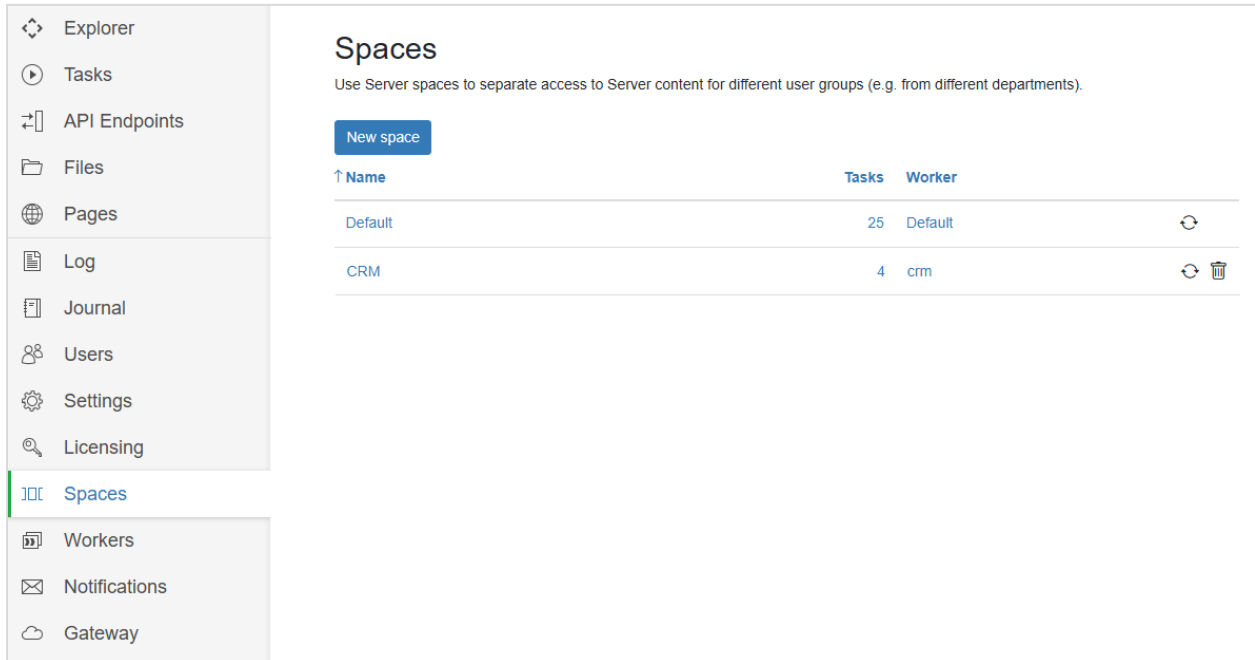 Explorer
Tasks
API Endpoints
Files
Pages
Log
Journal
Users
Settings
Licensing
Spaces
Workers
Notifications
Gateway
Spaces
Use Server spaces to separate access to Server content for different user groups (e.g. from different departments).
New space
↑ Name Tasks Worker
Default 25 Default
CRM 4 crm